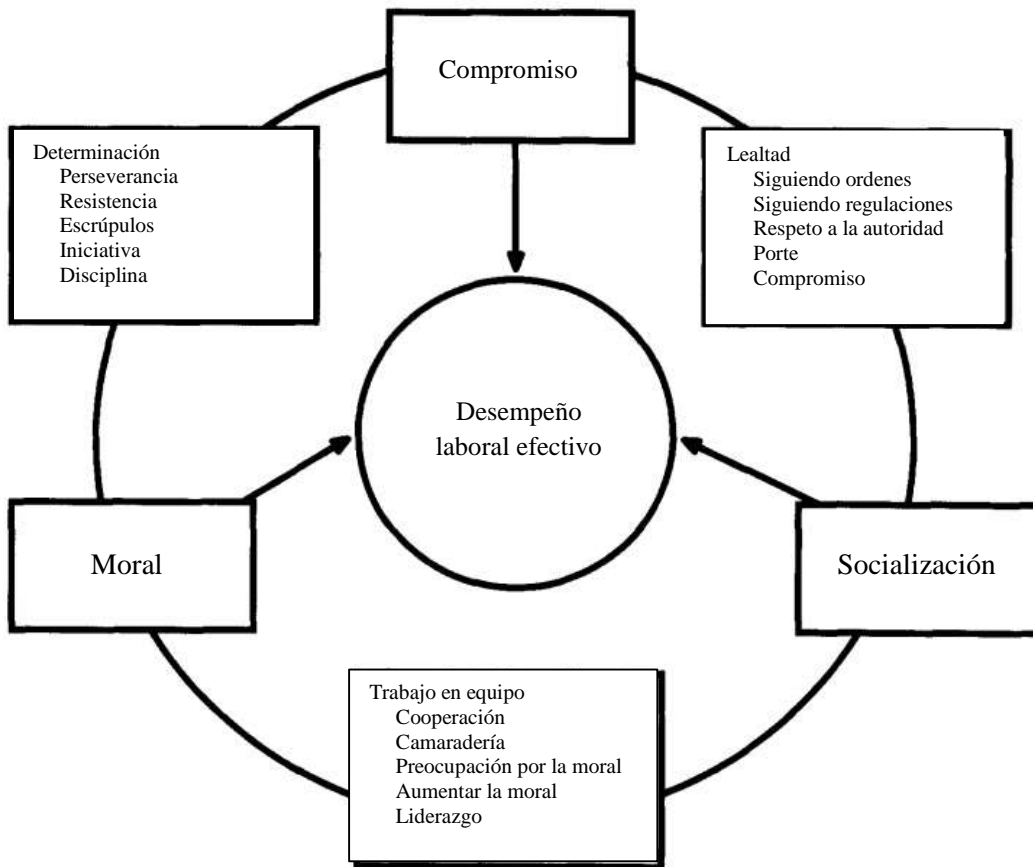 Compromiso
Determinación
Perseverancia
Resistencia
Escrúpulos
Iniciativa
Disciplina
Lealtad
Siguiendo ordenes
Siguiendo regulaciones
Respeto a la autoridad
Porte
Compromiso
Desempeño
laboral efectivo
Moral
Socialización
Trabajo en equipo
Cooperación
Camaradería
Preocupación por la moral
Aumentar la moral
Liderazgo